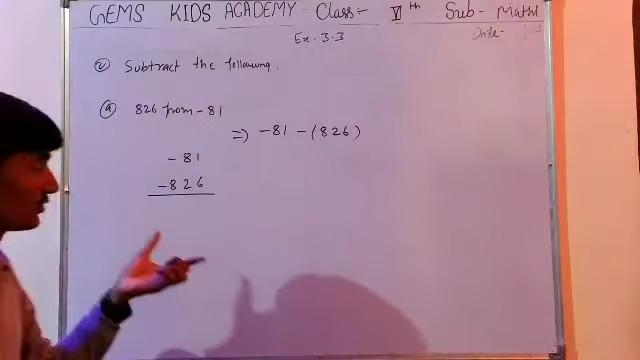 GEMS KIDS ACADEMY Class:- V th Sub- Maths
Ex. 3.3 Date-
② Subtract the following.
ⓐ 826 from -81
⇒ -81 - (826)
-81
-826